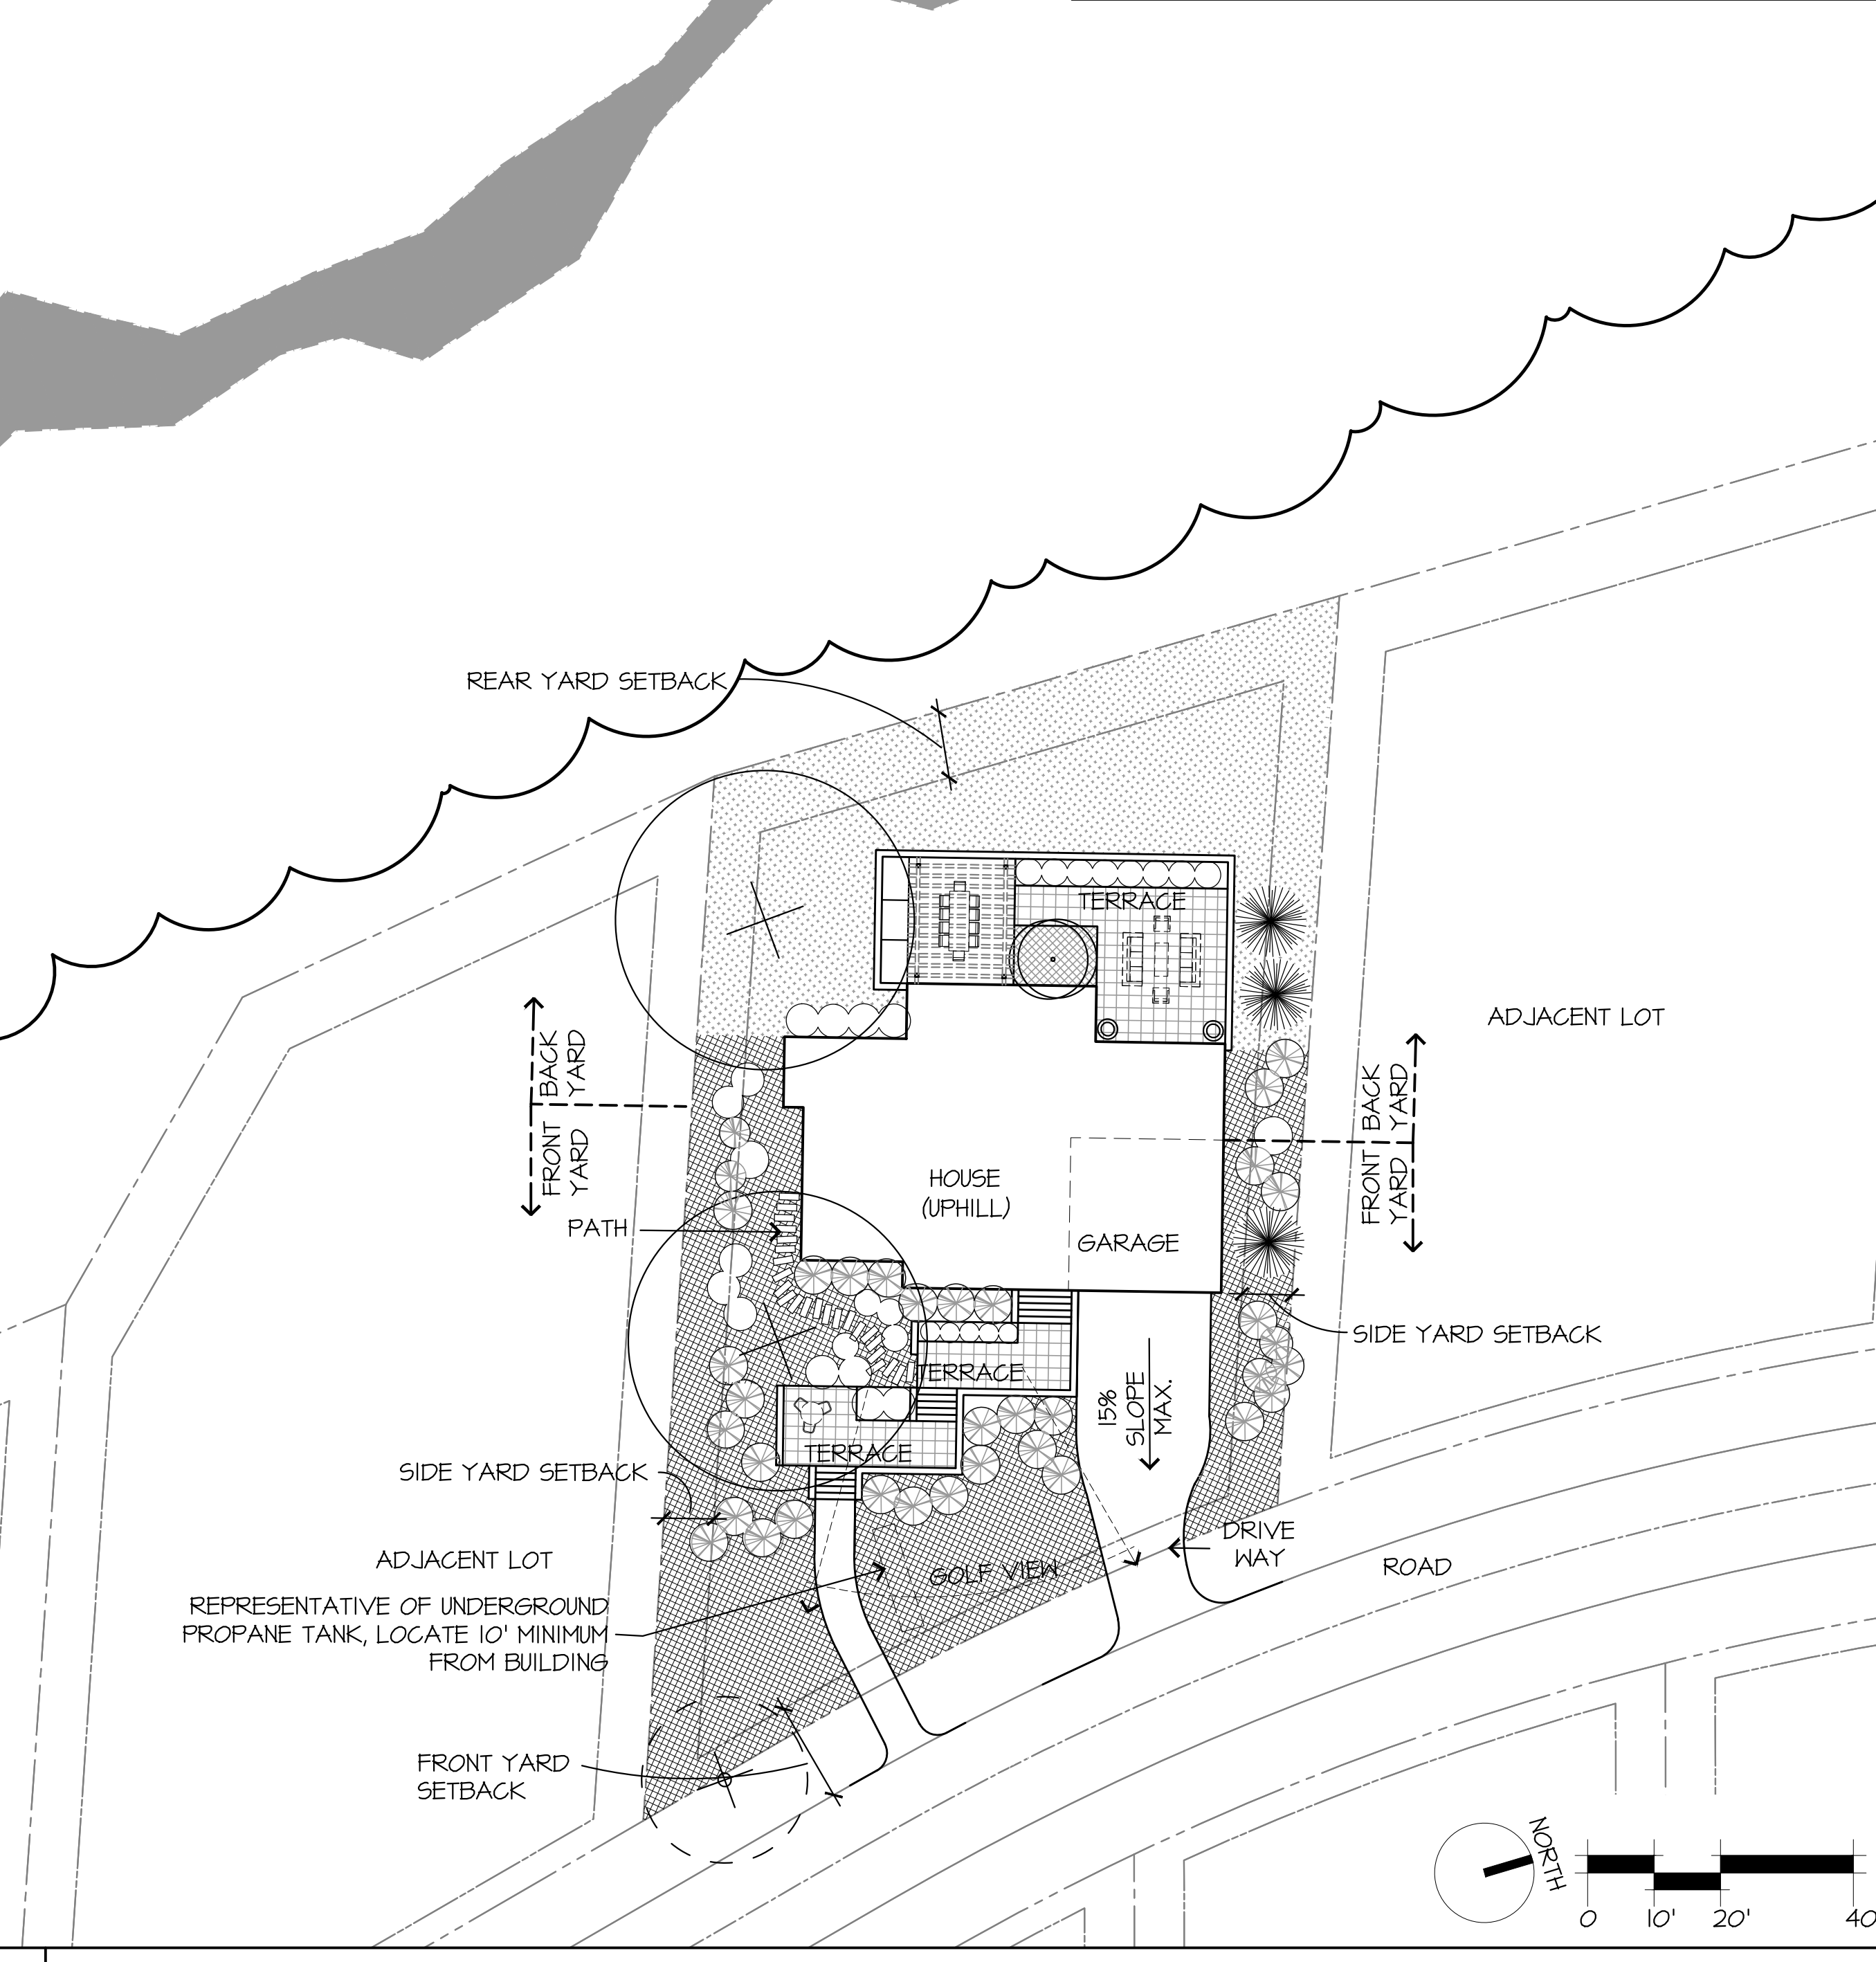 REAR YARD SETBACK
TERRACE
ADJACENT LOT
BACK
YARD
FRONT
YARD
BACK
YARD
FRONT
YARD
HOUSE
(UPHILL)
PATH
GARAGE
SIDE YARD SETBACK
TERRACE
15%
SLOPE
MAX.
TERRACE
SIDE YARD SETBACK
DRIVE
WAY
ADJACENT LOT
ROAD
GOLF VIEW
REPRESENTATIVE OF UNDERGROUND
PROPANE TANK, LOCATE 10' MINIMUM
FROM BUILDING
FRONT YARD
SETBACK
NORTH
0 10' 20' 40